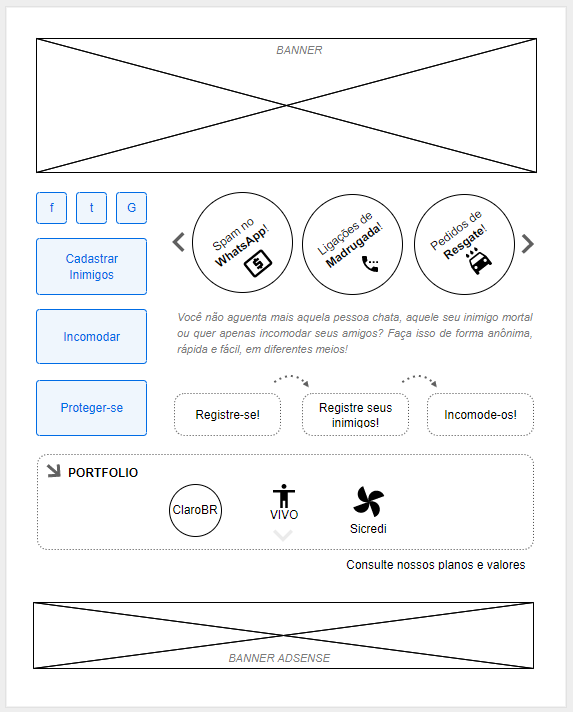 BANNER
f
t
G
Cadastrar
Inimigos
Incomodar
Proteger-se
Spam no
WhatsApp!
Ligações de
Madrugada!
Pedidos de
Resgate!
Você não aguenta mais aquela pessoa chata, aquele seu inimigo mortal
ou quer apenas incomodar seus amigos? Faça isso de forma anônima,
rápida e fácil, em diferentes meios!
Registre-se!
Registre seus
inimigos!
Incomode-os!
PORTFOLIO
ClaroBR
VIVO
Sicredi
Consulte nossos planos e valores
BANNER ADSENSE